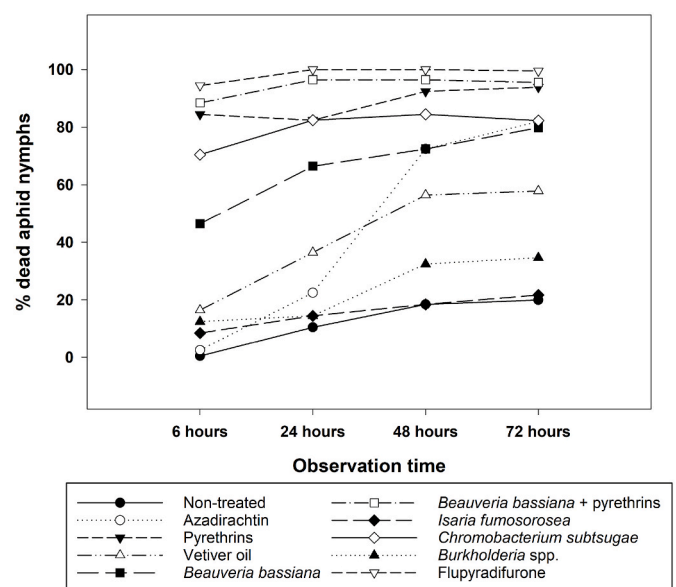 % dead aphid nymphs
100
80
60
40
20
0
6 hours
24 hours
48 hours
72 hours
Observation time
Non-treated
Azadirachtin
Pyrethrins
Vetiver oil
Beauveria bassiana
Beauveria bassiana + pyrethrins
Isaria fumosorosea
Chromobacterium subtsugae
Burkholderia spp.
Flupyradifurone